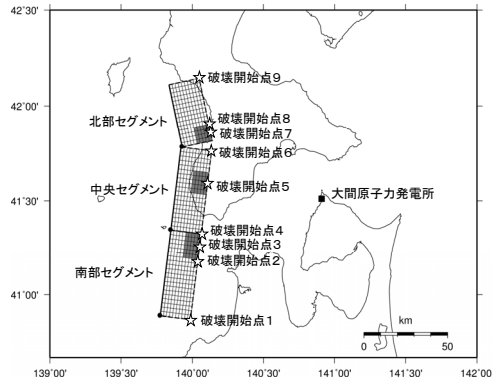 42°30'
42°00'
41°30'
41°00'
139°00'
139°30'
140°00'
140°30'
141°00'
141°30'
142°00'
破壊開始点9
破壊開始点8
北部セグメント
破壊開始点7
破壊開始点6
中央セグメント
破壊開始点5
大間原子力発電所
破壊開始点4
破壊開始点3
南部セグメント
破壊開始点2
破壊開始点1
km
0
50